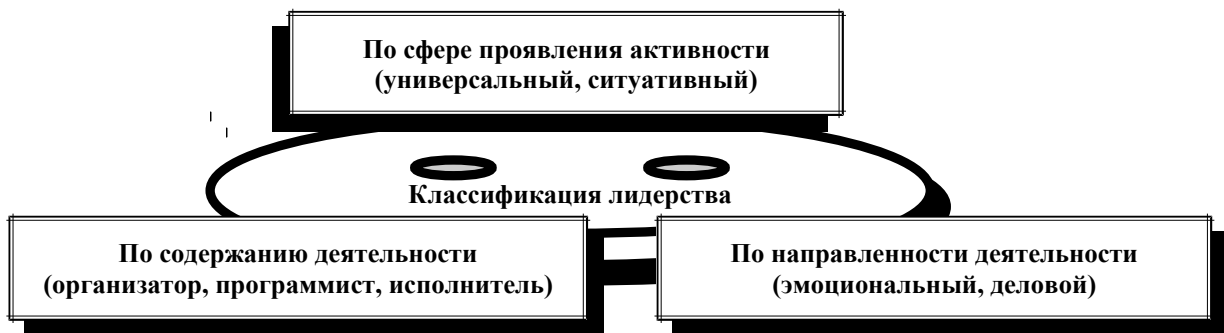 По сфере проявления активности
(универсальный, ситуативный)
Классификация лидерства
По содержанию деятельности
(организатор, программист, исполнитель)
По направленности деятельности
(эмоциональный, деловой)